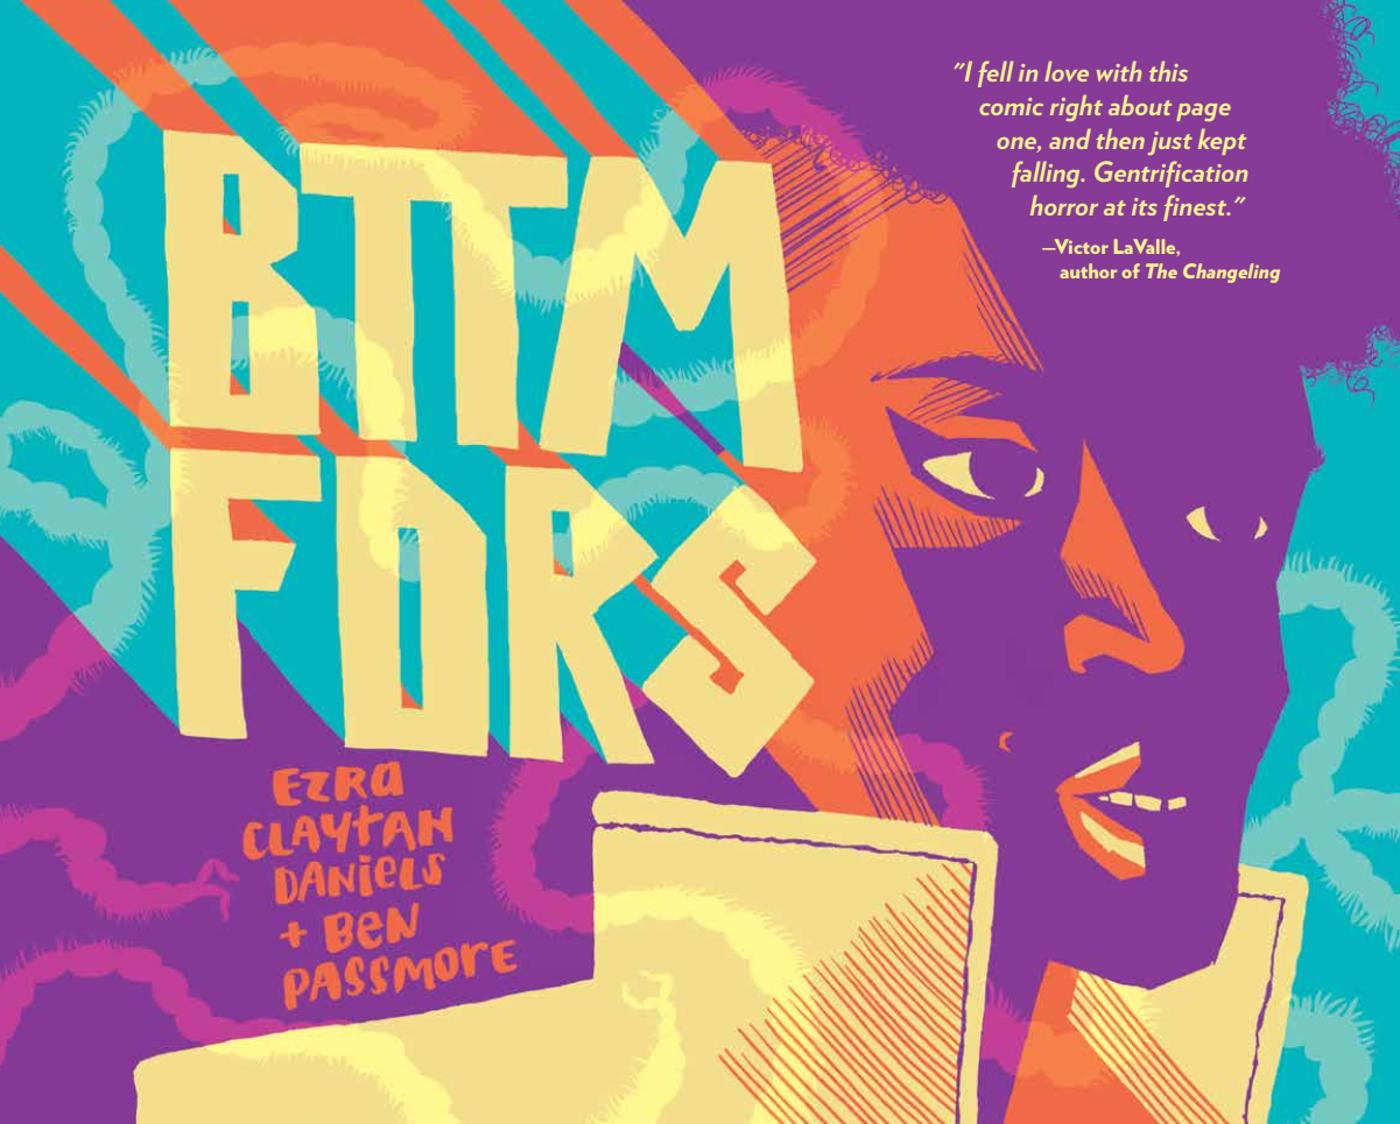 "I fell in love with this
comic right about page
one, and then just kept
falling. Gentrification
horror at its finest."
—Victor LaValle,
author of The Changeling
BTTM
FDRS
EZRA
CLAYTAN
DANIELS
+ BEN
PASSMORE